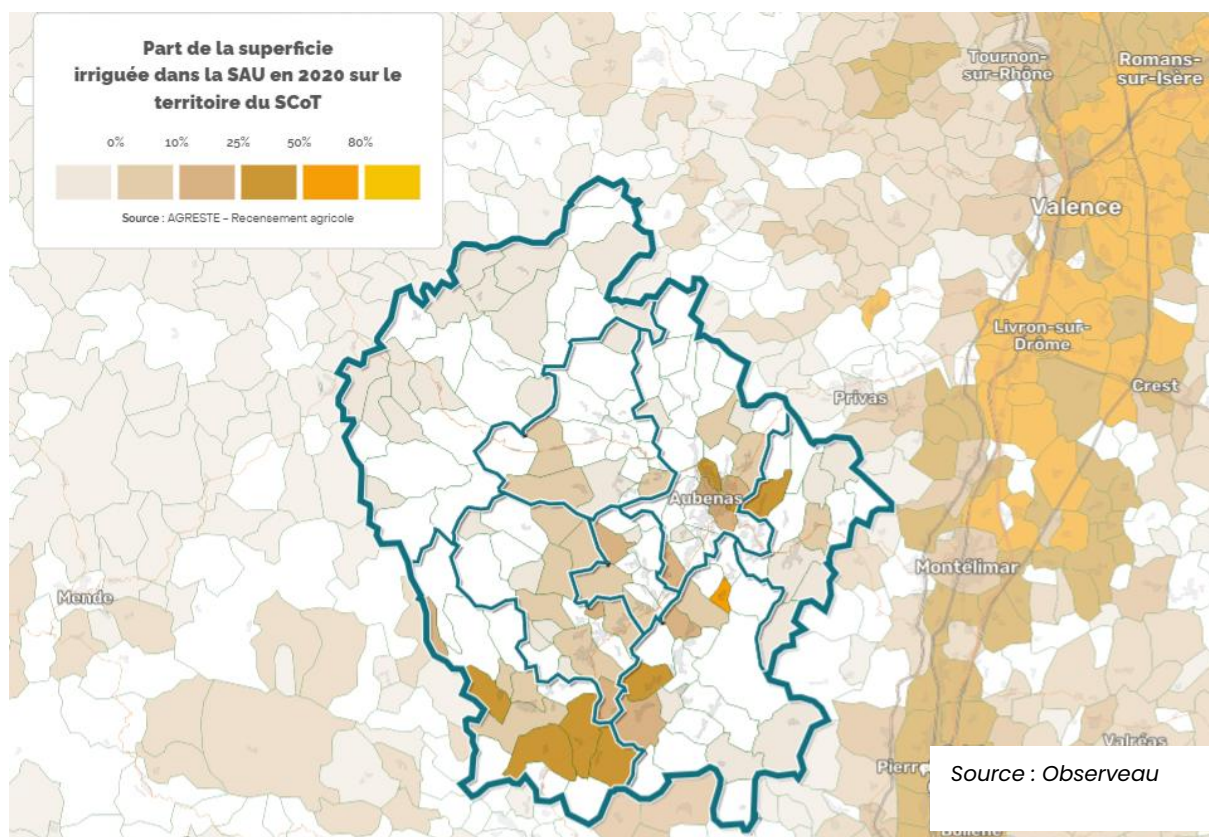 Part de la superficie
irriguée dans la SAU en 2020 sur le
territoire du SCoT
0% 10% 25% 50% 80%
Source : AGRESTE – Recensement agricole
Tournon-
sur-Rhône
Romans-
sur-Isère
Valence
Livron-sur-
Drôme
Crest
Privas
Aubenas
Montélimar
Mende
Valréas
Pierr
Source : Observeau